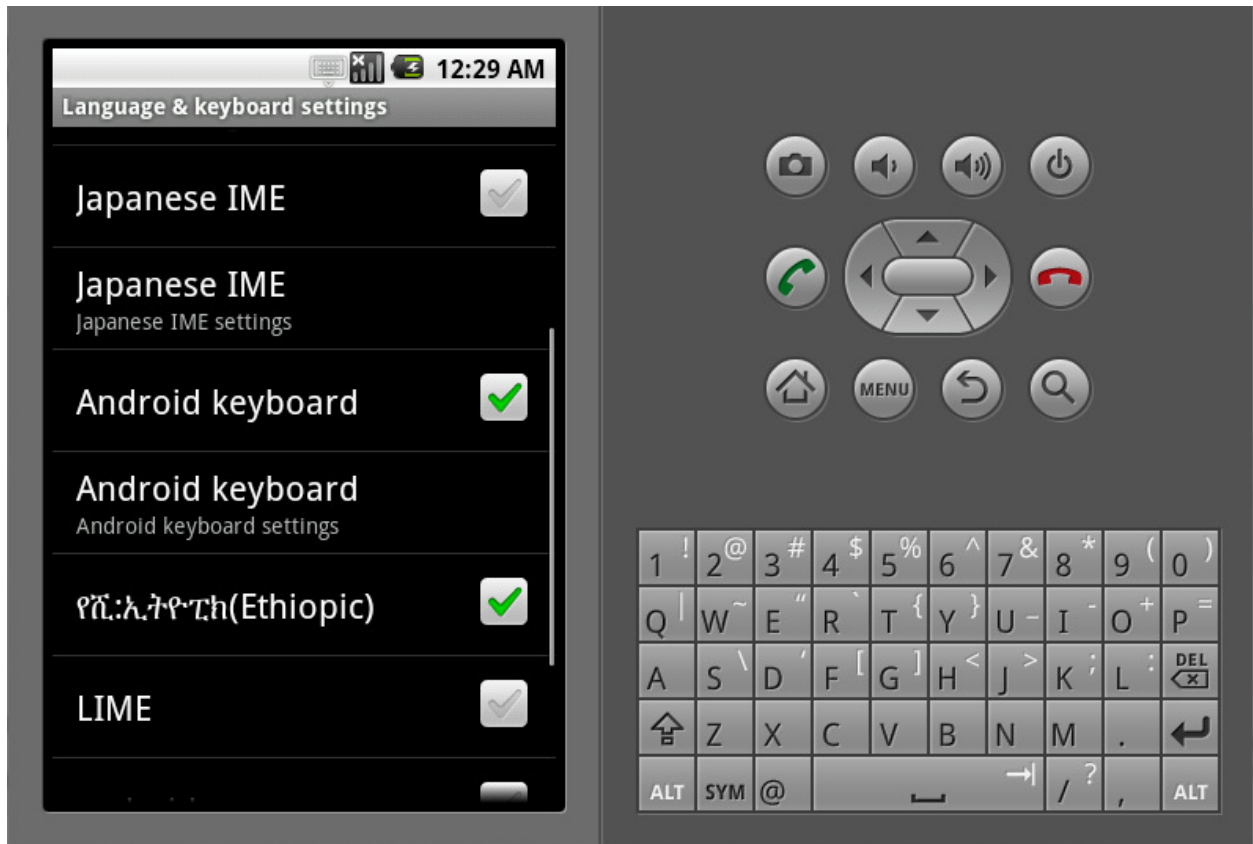 12:29 AM
Language & keyboard settings
Japanese IME
Japanese IME
Japanese IME settings
Android keyboard
Android keyboard
Android keyboard settings
የሺ:ኢትዮፒክ(Ethiopic)
LIME
MENU
1 ! 2 @ 3 # 4 $ 5 % 6 ^ 7 & 8 * 9 ( 0 )
Q | W ~ E " R ` T { Y } U _ I - O + P =
A S \ D ' F [ G ] H < J > K ; L : DEL
Z X C V B N M .
ALT SYM @ / ? , ALT